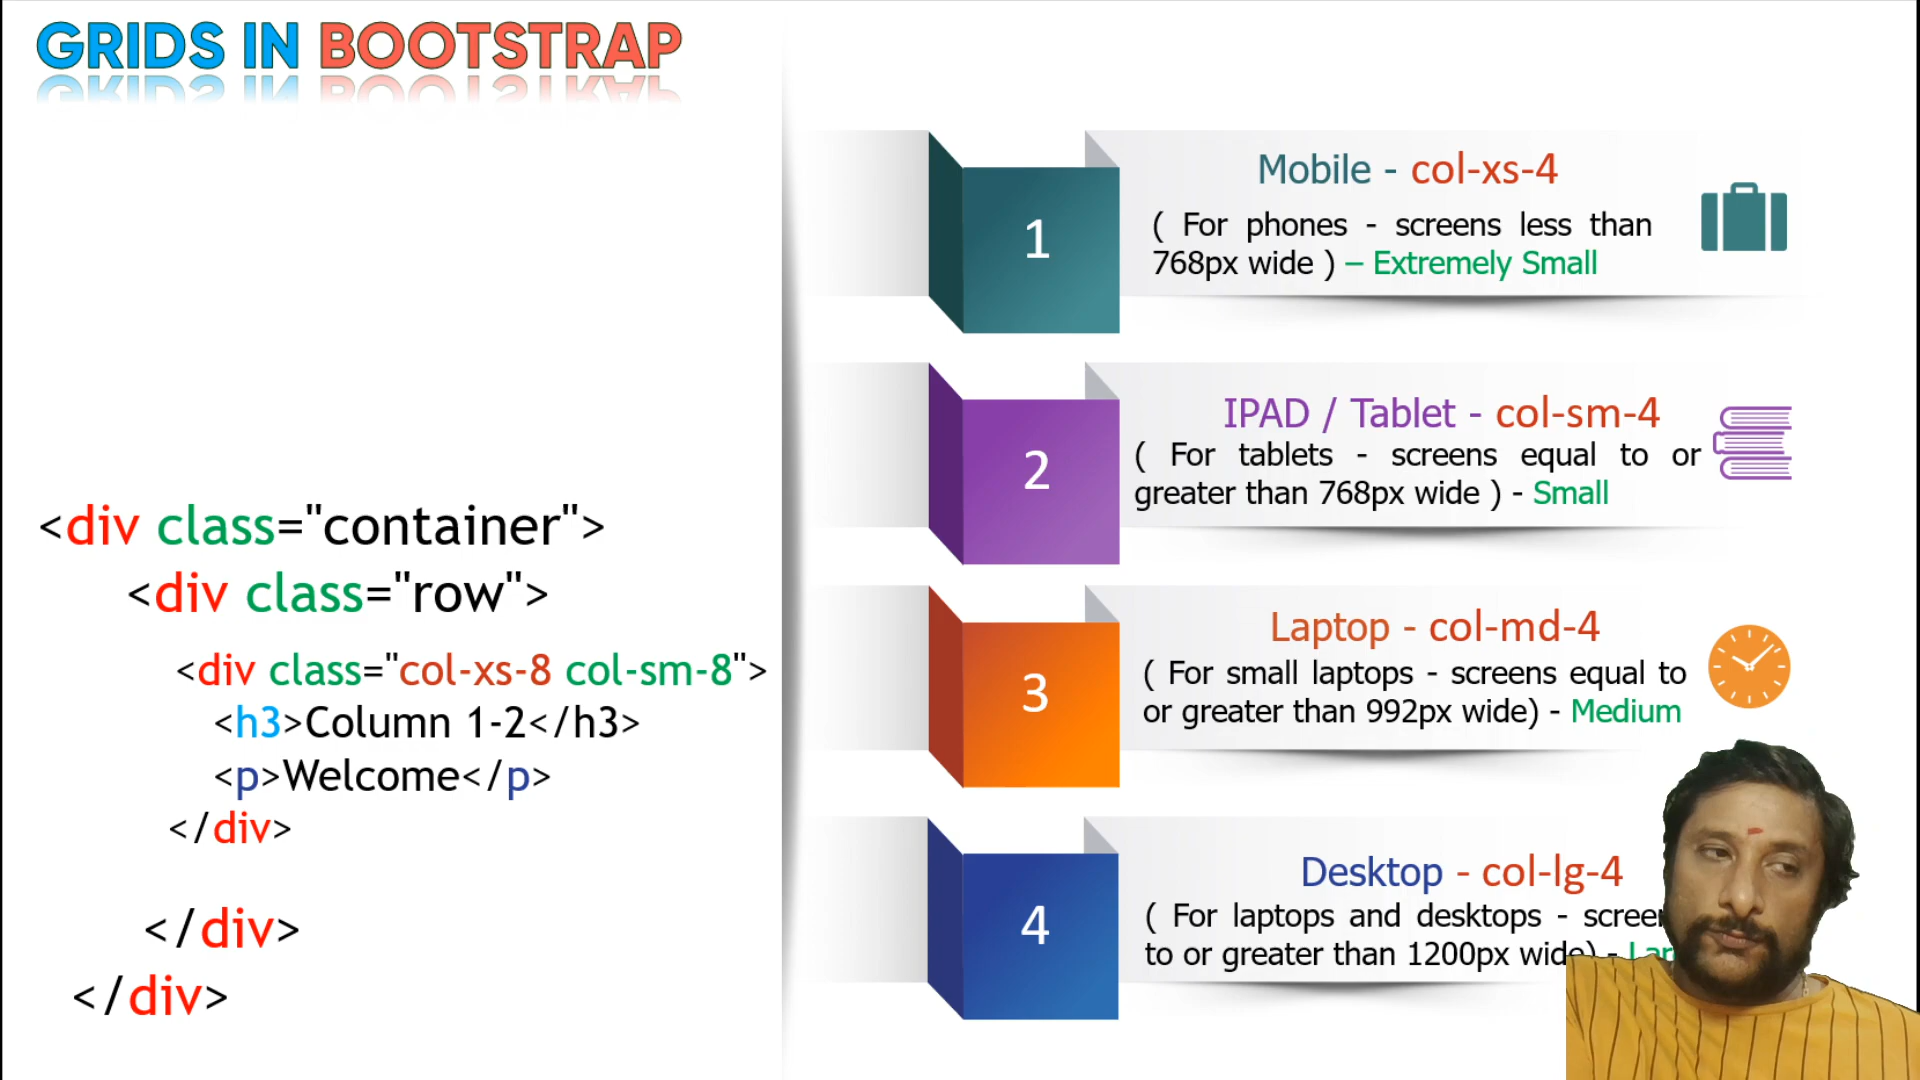 GRIDS IN BOOTSTRAP
<div class="container">
<div class="row">
<div class="col-xs-8 col-sm-8">
<h3>Column 1-2</h3>
<p>Welcome</p>
</div>
</div>
</div>
1
Mobile - col-xs-4
( For phones - screens less than
768px wide ) – Extremely Small
2
IPAD / Tablet - col-sm-4
( For tablets - screens equal to or
greater than 768px wide ) - Small
3
Laptop - col-md-4
( For small laptops - screens equal to
or greater than 992px wide) - Medium
4
Desktop - col-lg-4
( For laptops and desktops -
to or greater than 1200px wide) -